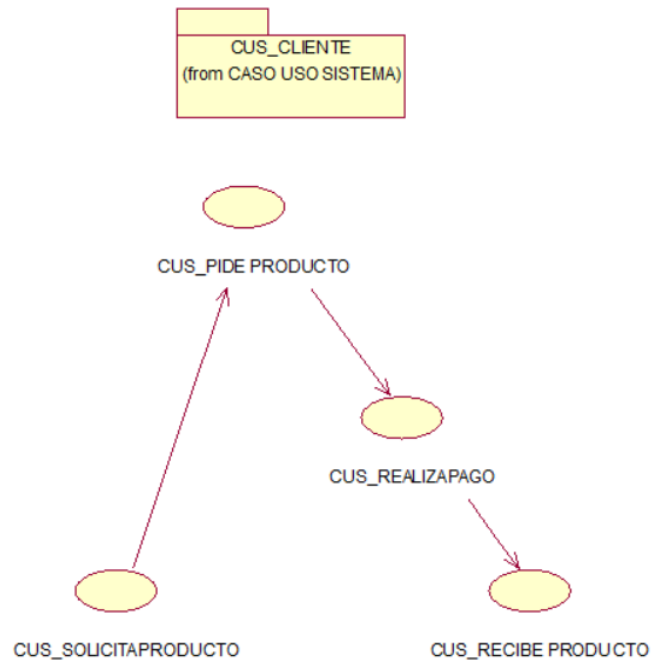 CUS_CLIENTE
(from CASO USO SISTEMA)
CUS_PIDE PRODUCTO
CUS_REALIZAPAGO
CUS_SOLICITAPRODUCTO
CUS_RECIBE PRODUCTO